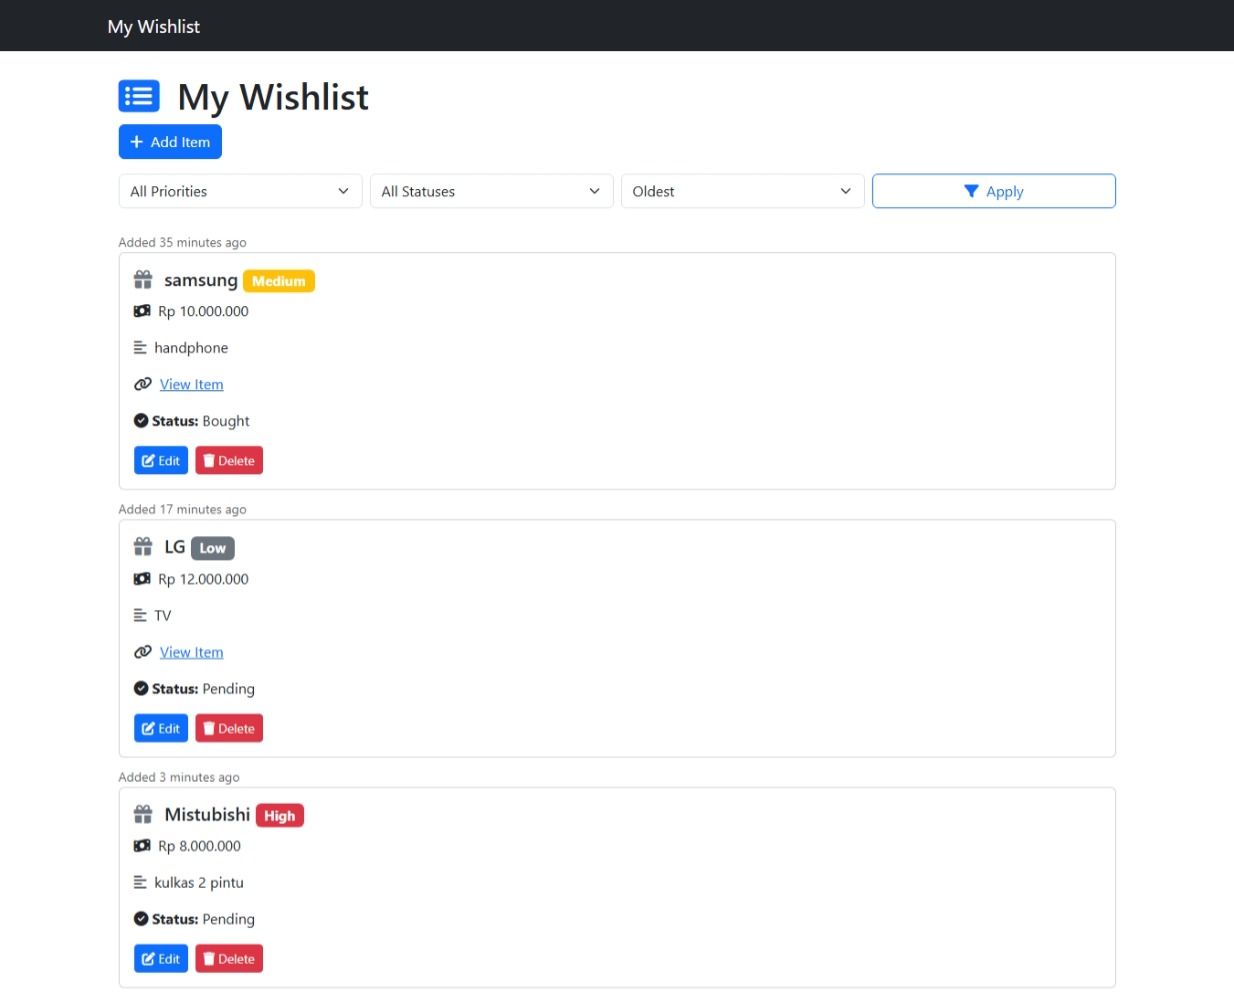 My Wishlist
My Wishlist
Add Item
All Priorities All Statuses Oldest Apply
Added 35 minutes ago
samsung Medium
Rp 10.000.000
handphone
View Item
Status: Bought
Edit Delete
Added 17 minutes ago
LG Low
Rp 12.000.000
TV
View Item
Status: Pending
Edit Delete
Added 3 minutes ago
Mistubishi High
Rp 8.000.000
kulkas 2 pintu
Status: Pending
Edit Delete